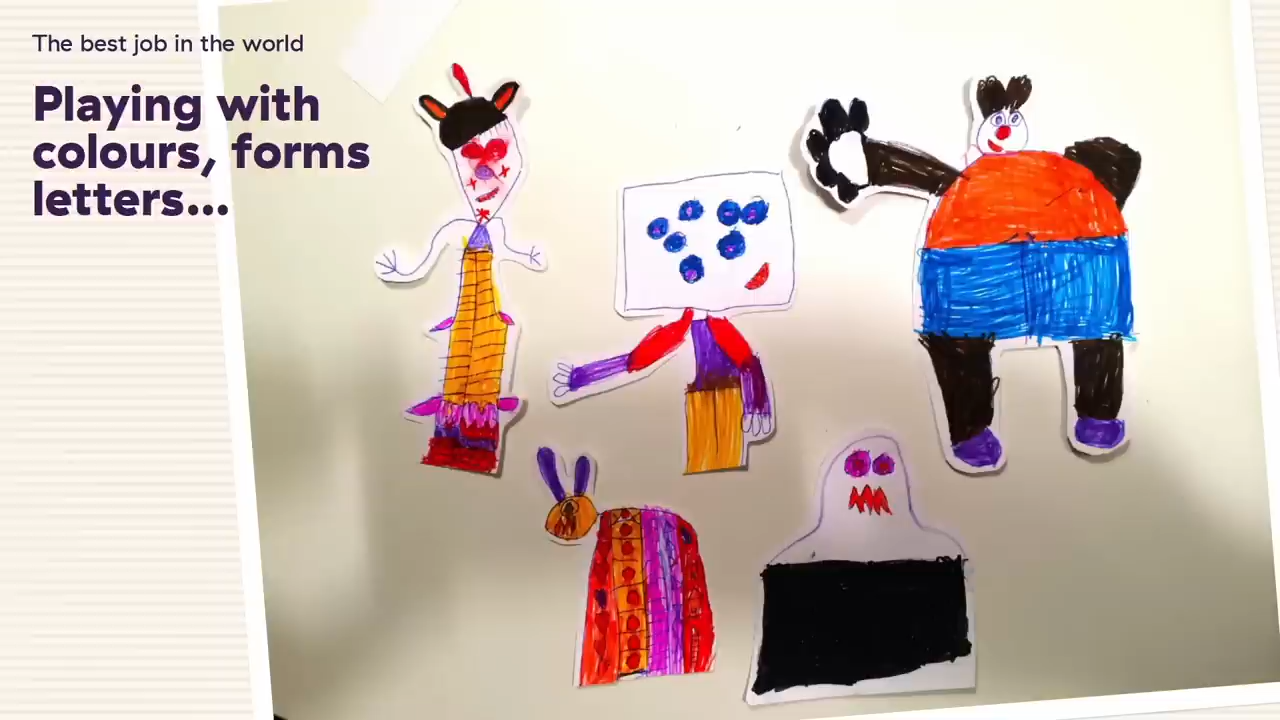 The best job in the world
Playing with
colours, forms
letters...